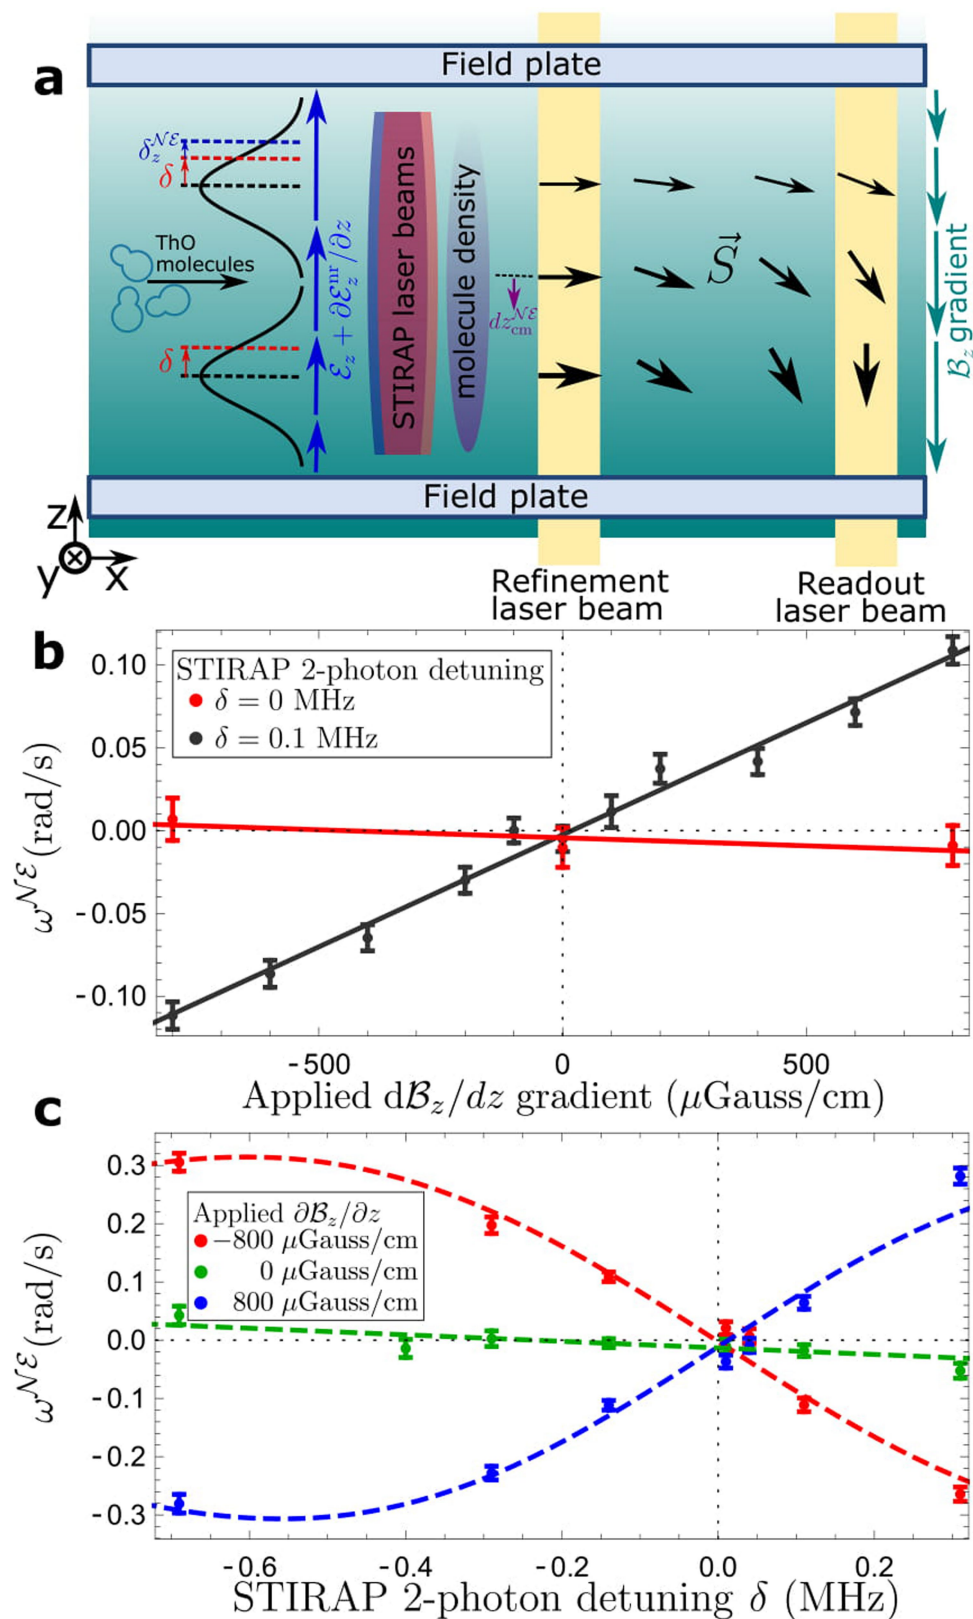 a
Field plate
δ_z^{𝒩ℰ}
δ
ThO
molecules
δ
ℰ_z + ∂ℰ_z^{nr}/∂z
STIRAP laser beams
molecule density
dz_{cm}^{𝒩ℰ}
S⃗
ℬ_z gradient
Field plate
z
y
x
Refinement
laser beam
Readout
laser beam
b
STIRAP 2-photon detuning
δ = 0 MHz
δ = 0.1 MHz
0.10
0.05
0.00
-0.05
-0.10
ω^{𝒩ℰ}(rad/s)
-500
0
500
Applied dℬ_z/dz gradient (μGauss/cm)
c
Applied ∂ℬ_z/∂z
−800 μGauss/cm
0 μGauss/cm
800 μGauss/cm
0.3
0.2
0.1
0.0
-0.1
-0.2
-0.3
ω^{𝒩ℰ}(rad/s)
-0.6
-0.4
-0.2
0.0
0.2
STIRAP 2-photon detuning δ (MHz)